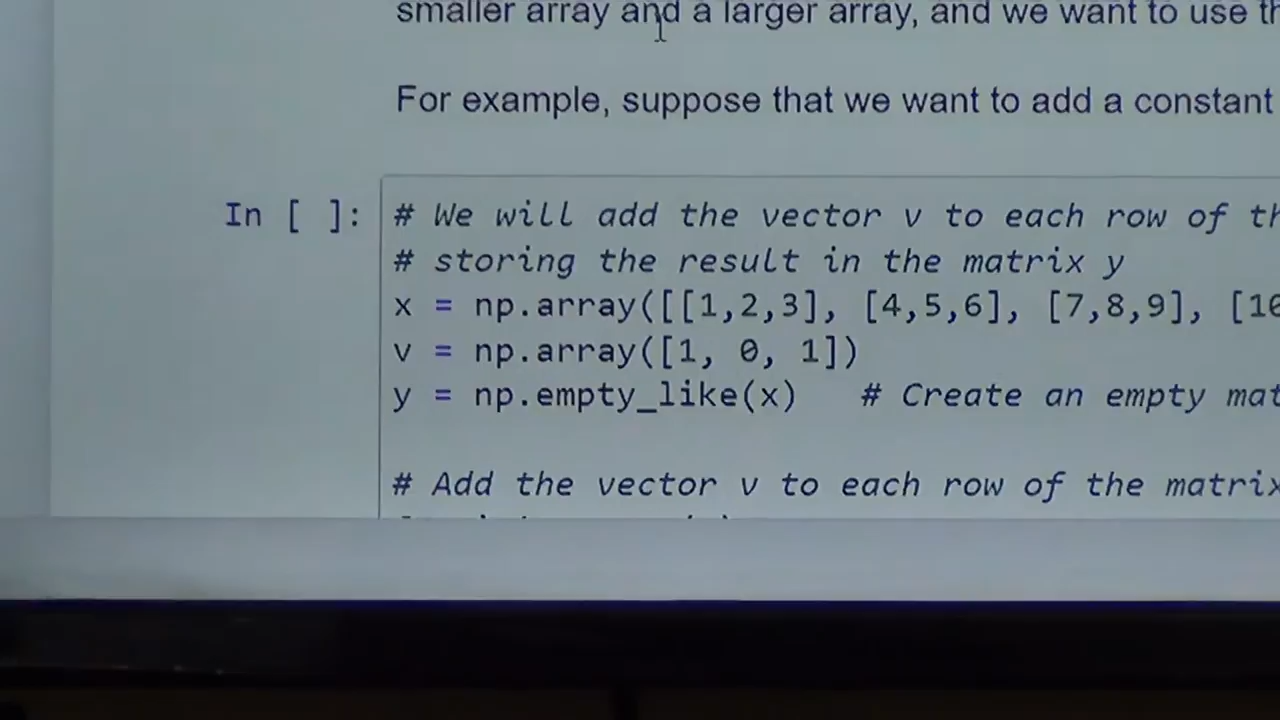 smaller array and a larger array, and we want to use
For example, suppose that we want to add a constant
In [ ]:
# We will add the vector v to each row of
# storing the result in the matrix y
x = np.array([[1,2,3], [4,5,6], [7,8,9], [10
v = np.array([1, 0, 1])
y = np.empty_like(x)   # Create an empty
# Add the vector v to each row of the matrix